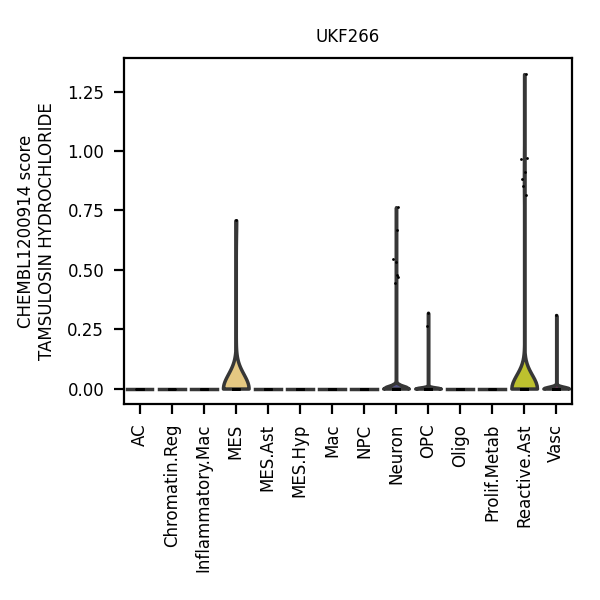 UKF266
CHEMBL1200914 score
TAMSULOSIN HYDROCHLORIDE
1.25
1.00
0.75
0.50
0.25
0.00
AC
Chromatin.Reg
Inflammatory.Mac
MES
MES.Ast
MES.Hyp
Mac
NPC
Neuron
OPC
Oligo
Prolif.Metab
Reactive.Ast
Vasc